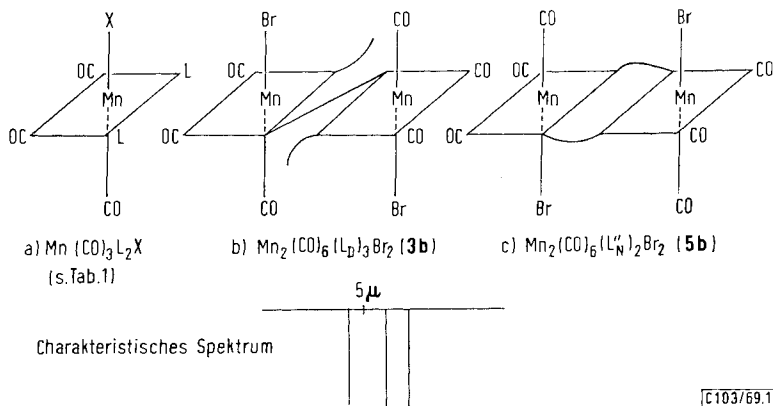 X
Br
CO
CO
Br
OC
L
OC
CO
OC
CO
Mn
Mn
Mn
Mn
Mn
OC
L
OC
CO
OC
CO
CO
CO
Br
Br
CO
a) Mn (CO)₃L₂X
(s.Tab.1)
b) Mn₂(CO)₆(L_D)₃Br₂ (3b)
c) Mn₂(CO)₆(L''_N)₂Br₂ (5b)
5µ
Charakteristisches Spektrum
C103/69.1